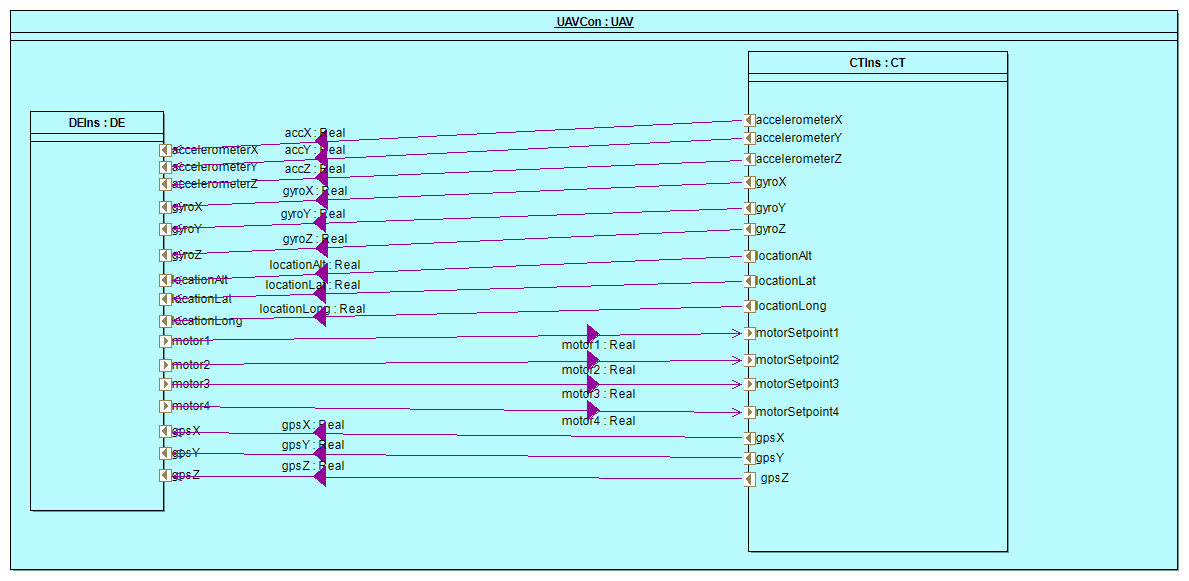 UAVCon : UAV
CTIns : CT
DEIns : DE
accelerometerX
accelerometerY
accelerometerZ
gyroX
gyroY
gyroZ
locationAlt
locationLat
locationLong
motor1
motor2
motor3
motor4
gpsX
gpsY
gpsZ
accX : Real
accY : Real
accZ : Real
gyroX : Real
gyroY : Real
gyroZ : Real
locationAlt : Real
locationLat : Real
locationLong : Real
motor1 : Real
motor2 : Real
motor3 : Real
motor4 : Real
gpsX : Real
gpsY : Real
gpsZ : Real
accelerometerX
accelerometerY
accelerometerZ
gyroX
gyroY
gyroZ
locationAlt
locationLat
locationLong
motorSetpoint1
motorSetpoint2
motorSetpoint3
motorSetpoint4
gpsX
gpsY
gpsZ